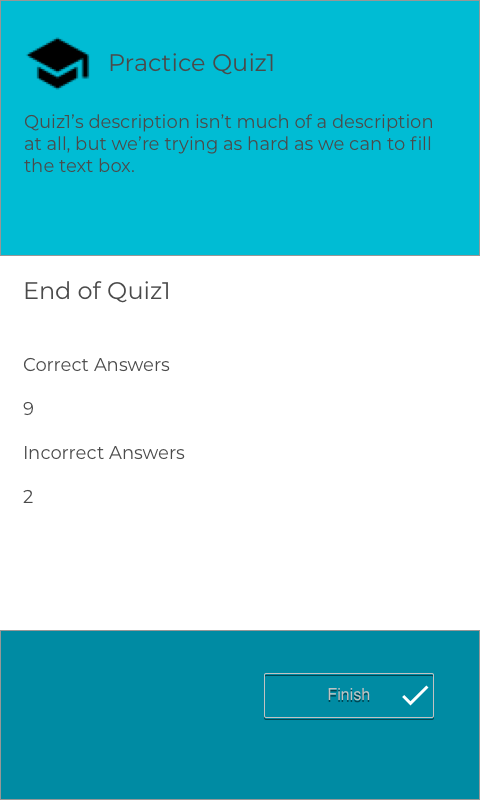 Practice Quiz1
Quiz1's description isn't much of a description
at all, but we're trying as hard as we can to fill
the text box.
End of Quiz1
Correct Answers
9
Incorrect Answers
2
Finish